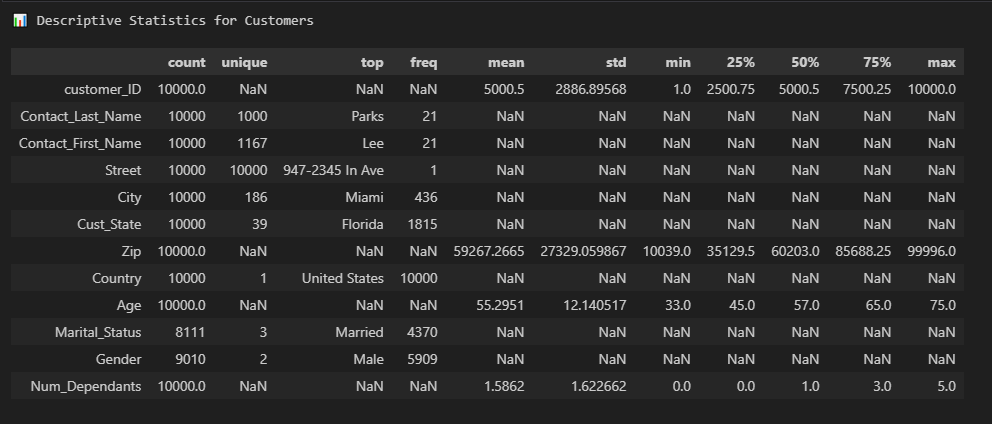 📊 Descriptive Statistics for Customers
count unique top freq mean std min 25% 50% 75% max
customer_ID 10000.0 NaN NaN NaN 5000.5 2886.89568 1.0 2500.75 5000.5 7500.25 10000.0
Contact_Last_Name 10000 1000 Parks 21 NaN NaN NaN NaN NaN NaN NaN
Contact_First_Name 10000 1167 Lee 21 NaN NaN NaN NaN NaN NaN NaN
Street 10000 10000 947-2345 In Ave 1 NaN NaN NaN NaN NaN NaN NaN
City 10000 186 Miami 436 NaN NaN NaN NaN NaN NaN NaN
Cust_State 10000 39 Florida 1815 NaN NaN NaN NaN NaN NaN NaN
Zip 10000.0 NaN NaN NaN 59267.2665 27329.059867 10039.0 35129.5 60203.0 85688.25 99996.0
Country 10000 1 United States 10000 NaN NaN NaN NaN NaN NaN NaN
Age 10000.0 NaN NaN NaN 55.2951 12.140517 33.0 45.0 57.0 65.0 75.0
Marital_Status 8111 3 Married 4370 NaN NaN NaN NaN NaN NaN NaN
Gender 9010 2 Male 5909 NaN NaN NaN NaN NaN NaN NaN
Num_Dependants 10000.0 NaN NaN NaN 1.5862 1.622662 0.0 0.0 1.0 3.0 5.0